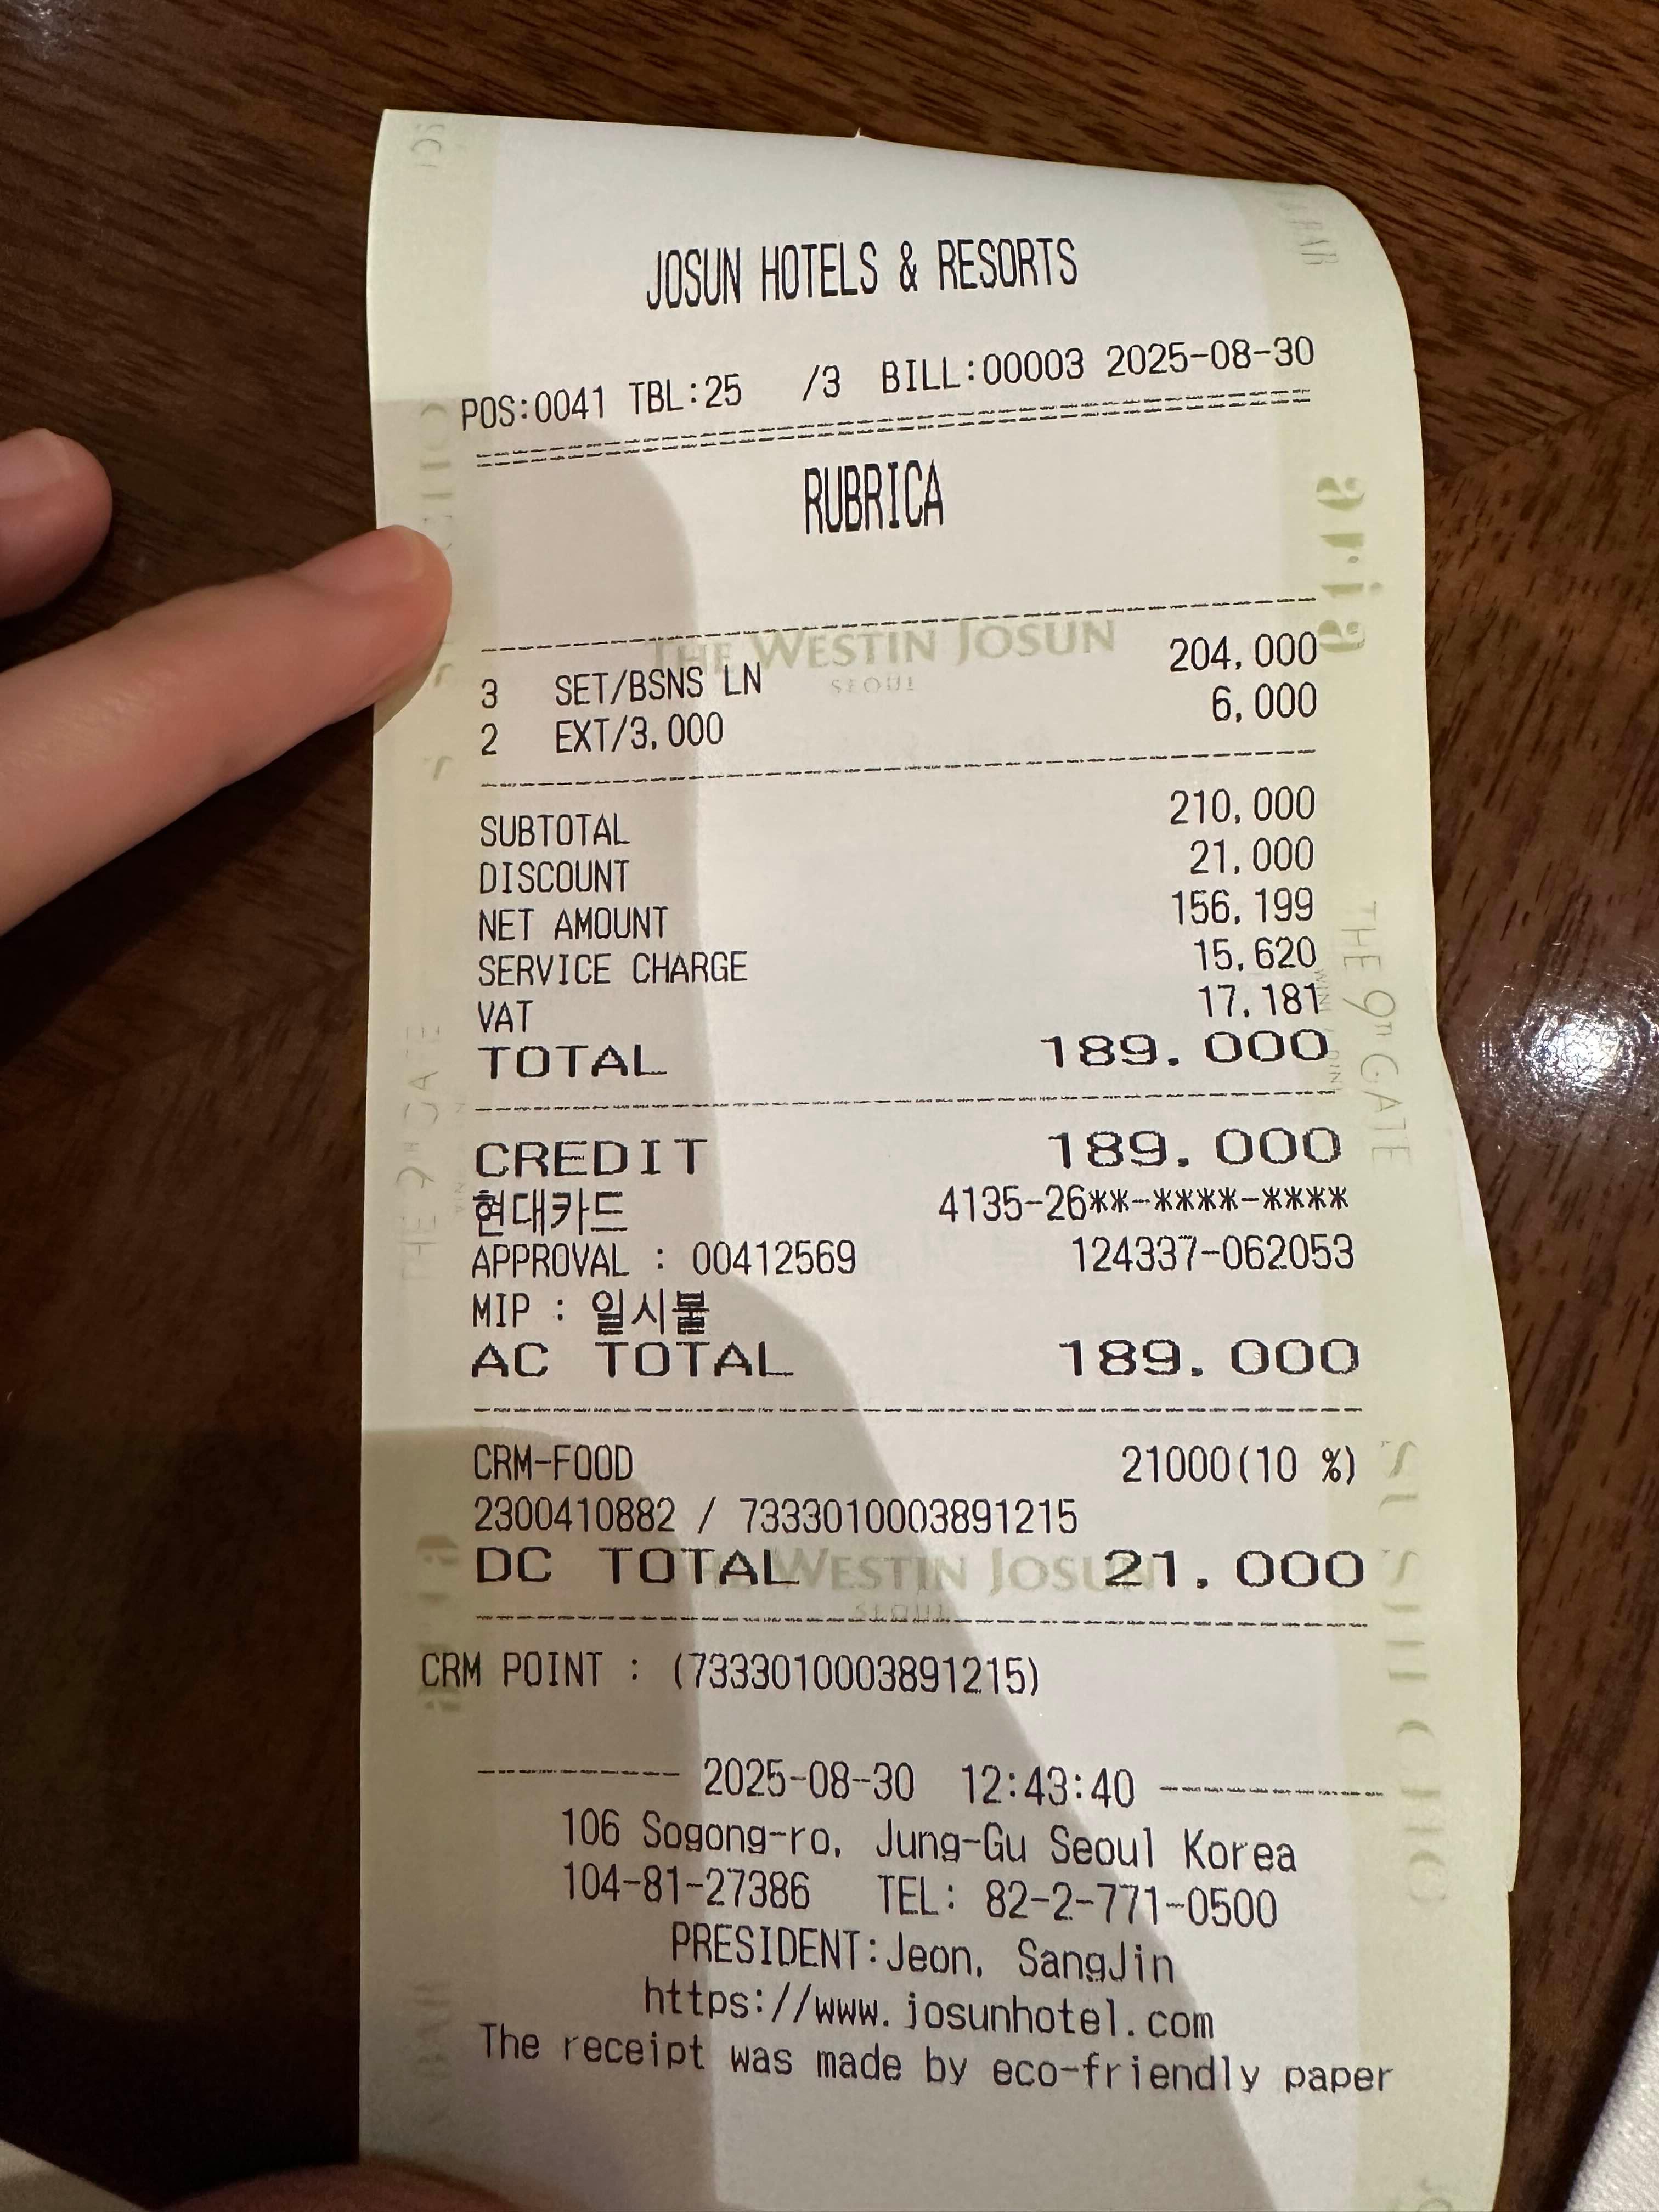 JOSUN HOTELS & RESORTS
POS:0041 TBL:25 /3 BILL:00003 2025-08-30
RUBRICA
THE WESTIN JOSUN
SEOUL
3 SET/BSNS LN 204,000
2 EXT/3,000 6,000
SUBTOTAL 210,000
DISCOUNT 21,000
NET AMOUNT 156,199
SERVICE CHARGE 15,620
VAT 17,181
TOTAL 189,000
CREDIT 189,000
현대카드 4135-26**-****-****
APPROVAL : 00412569 124337-062053
MIP : 일시불
AC TOTAL 189,000
CRM-FOOD 21000(10 %)
2300410882 / 7333010003891215
DC TOTAL 21,000
THE WESTIN JOSUN
SEOUL
CRM POINT : (7333010003891215)
2025-08-30 12:43:40
106 Sogong-ro, Jung-Gu Seoul Korea
104-81-27386 TEL: 82-2-771-0500
PRESIDENT:Jeon, SangJin
https://www.josunhotel.com
The receipt was made by eco-friendly paper
aria
THE 9TH GATE